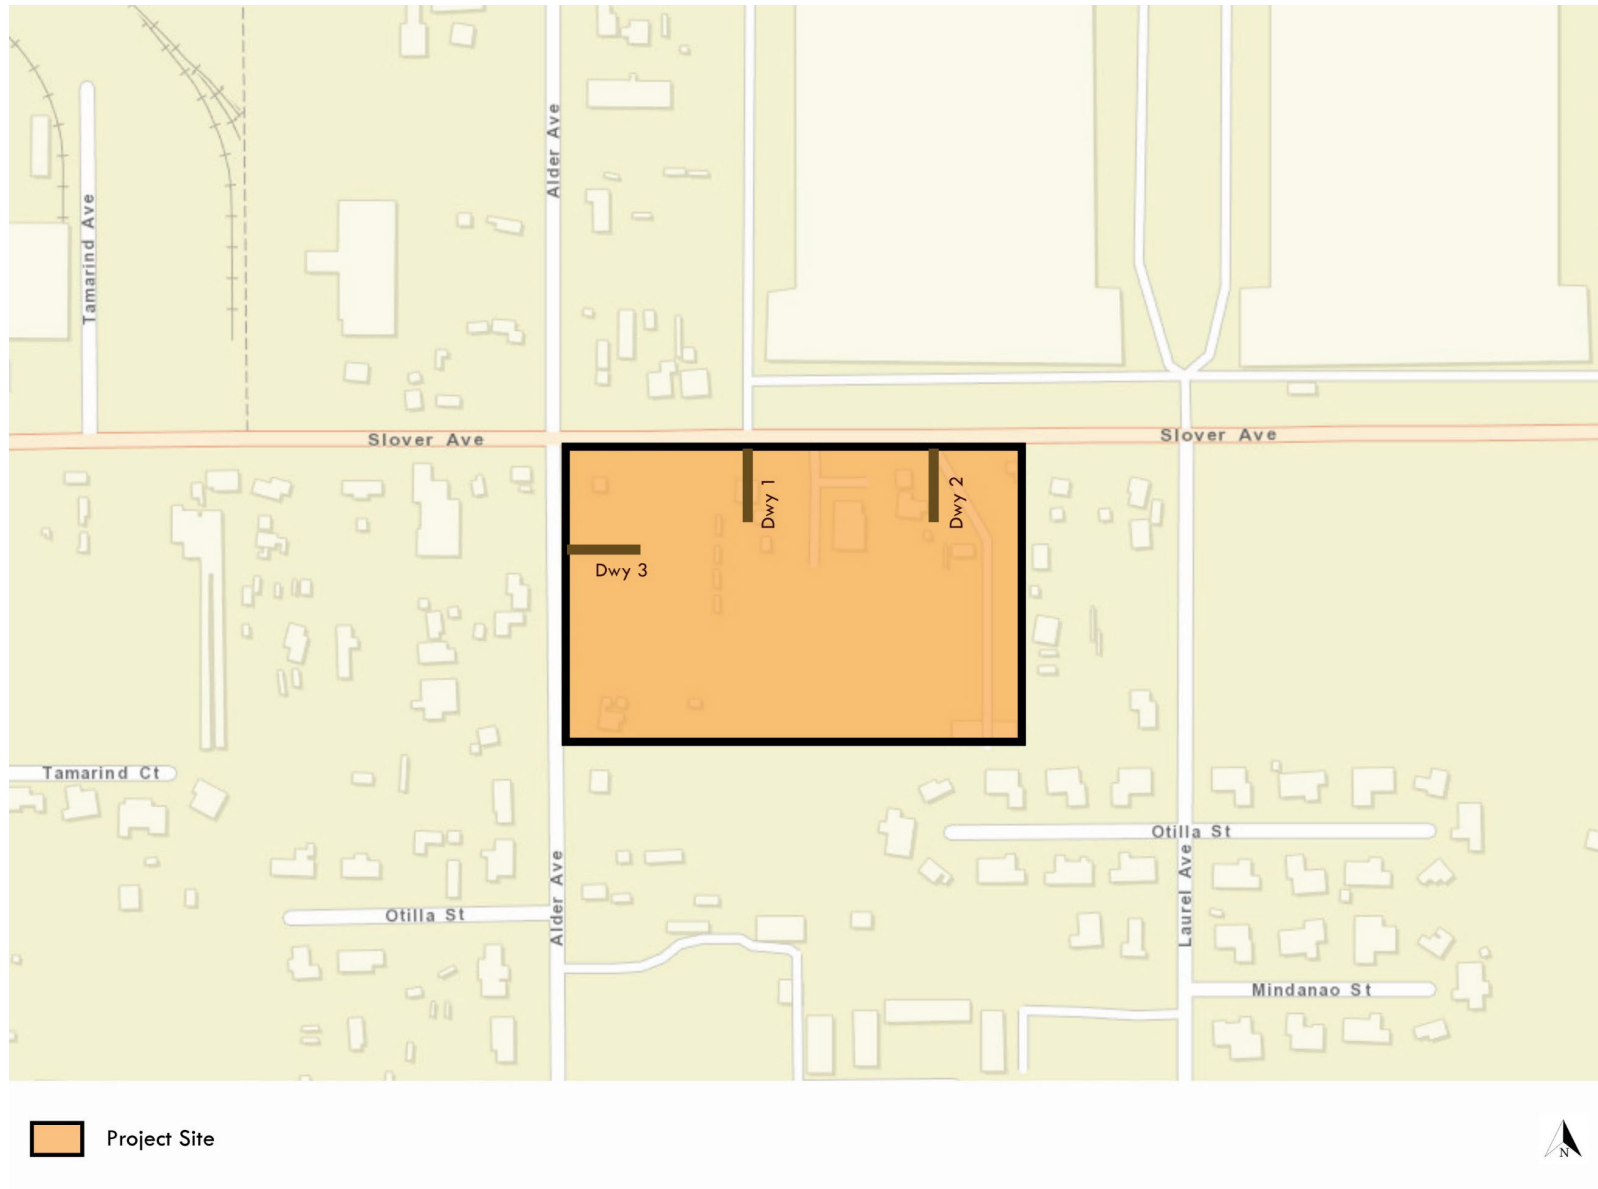 Alder Ave
Tamarind Ave
Slover Ave
Slover Ave
Dwy 1
Dwy 2
Dwy 3
Tamarind Ct
Otilla St
Alder Ave
Laurel Ave
Otilla St
Mindanao St
Project Site
N